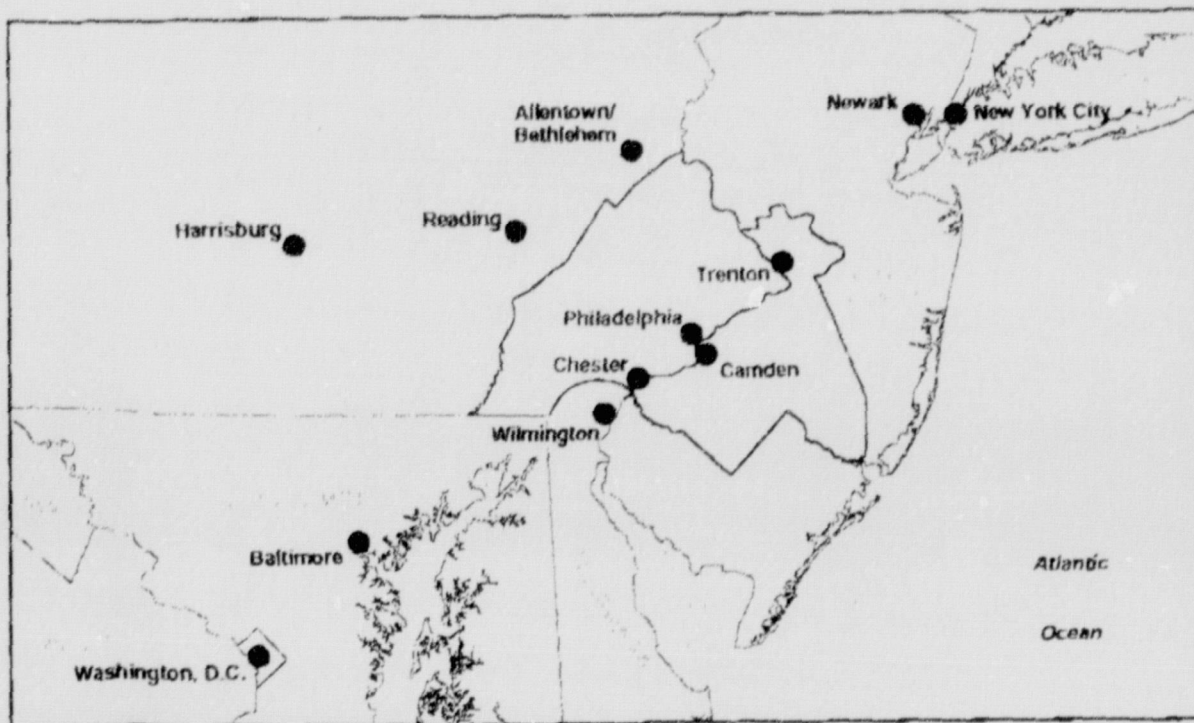 Newark
New York City
Allentown/
Bethlehem
Harrisburg
Reading
Trenton
Philadelphia
Chester
Camden
Wilmington
Baltimore
Washington, D.C.
Atlantic
Ocean